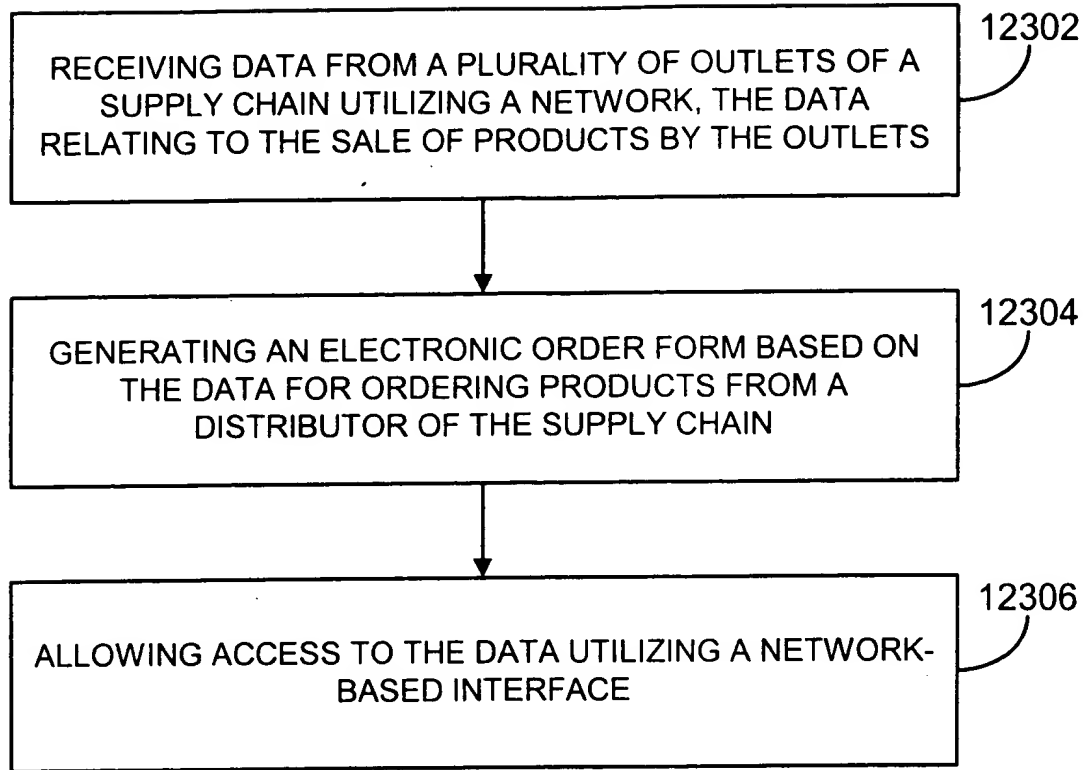 12302
RECEIVING DATA FROM A PLURALITY OF OUTLETS OF A
SUPPLY CHAIN UTILIZING A NETWORK, THE DATA
RELATING TO THE SALE OF PRODUCTS BY THE OUTLETS
12304
GENERATING AN ELECTRONIC ORDER FORM BASED ON
THE DATA FOR ORDERING PRODUCTS FROM A
DISTRIBUTOR OF THE SUPPLY CHAIN
12306
ALLOWING ACCESS TO THE DATA UTILIZING A NETWORK-
BASED INTERFACE